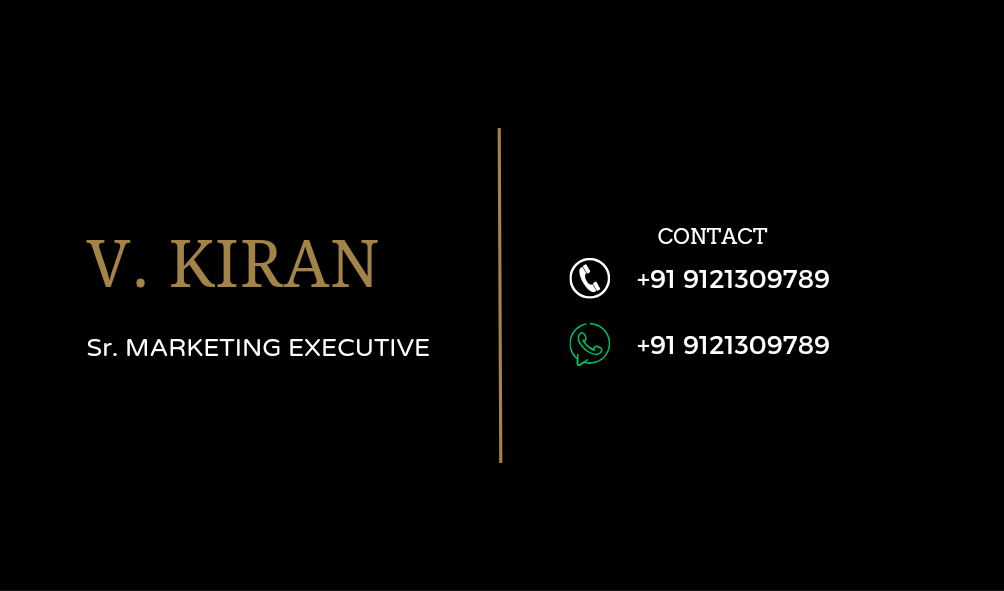 V. KIRAN
Sr. MARKETING EXECUTIVE
CONTACT
+91 9121309789
+91 9121309789